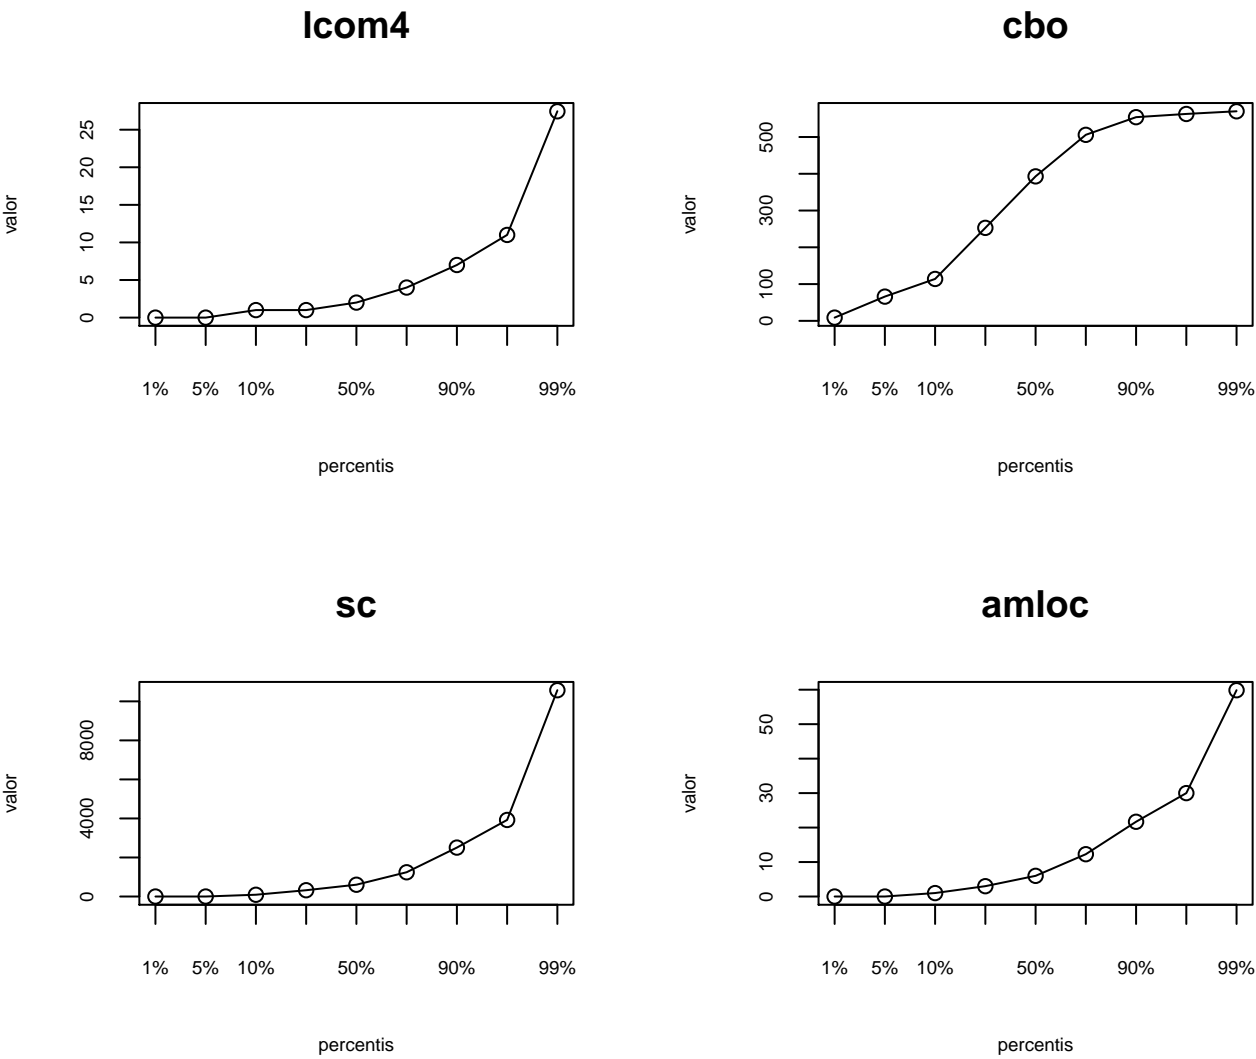 lcom4
valor
0 5 10 15 20 25
1% 5% 10% 50% 90% 99%
percentis
cbo
valor
0 100 300 500
1% 5% 10% 50% 90% 99%
percentis
sc
valor
0 4000 8000
1% 5% 10% 50% 90% 99%
percentis
amloc
valor
0 10 30 50
1% 5% 10% 50% 90% 99%
percentis